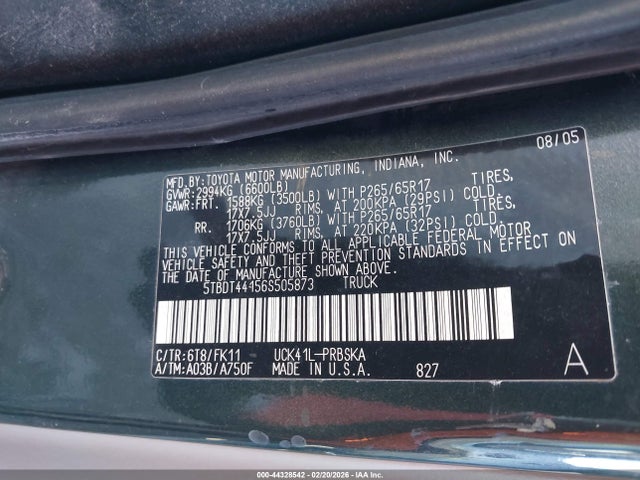 MFD.BY:TOYOTA MOTOR MANUFACTURING, INDIANA, INC. 08/05
GVWR:2994KG (6600LB)
GAWR:FRT. 1588KG (3500LB) WITH P265/65R17 TIRES,
17X7.5JJ RIMS, AT 200KPA (29PSI) COLD.
RR. 1706KG (3760LB) WITH P265/65R17 TIRES,
17X7.5JJ RIMS, AT 220KPA (32PSI) COLD.
THIS VEHICLE CONFORMS TO ALL APPLICABLE FEDERAL MOTOR
VEHICLE SAFETY AND THEFT PREVENTION STANDARDS IN EFFECT ON
THE DATE OF MANUFACTURE SHOWN ABOVE.
5TBDT44156S505873 TRUCK
C/TR:6T8/FK11 UCK41L-PRBSKA
A/TM:A03B/A750F MADE IN U.S.A. 827 A
000-44328542 - 02/20/2026 - IAAI.COM